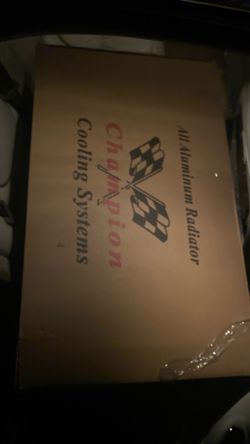 All Aluminum Radiator
Champion
Cooling Systems